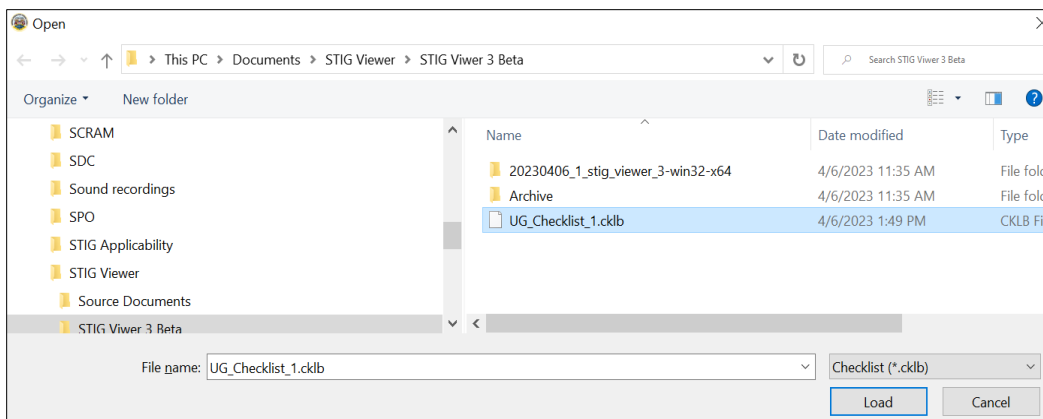 Open
This PC > Documents > STIG Viewer > STIG Viwer 3 Beta
Search STIG Viwer 3 Beta
Organize New folder
?
SCRAM
SDC
Sound recordings
SPO
STIG Applicability
STIG Viewer
Source Documents
STIG Viwer 3 Beta
Name Date modified Type
20230406_1_stig_viewer_3-win32-x64 4/6/2023 11:35 AM File fold
Archive 4/6/2023 11:35 AM File fold
UG_Checklist_1.cklb 4/6/2023 1:49 PM CKLB Fi
File name: UG_Checklist_1.cklb Checklist (*.cklb)
Load Cancel